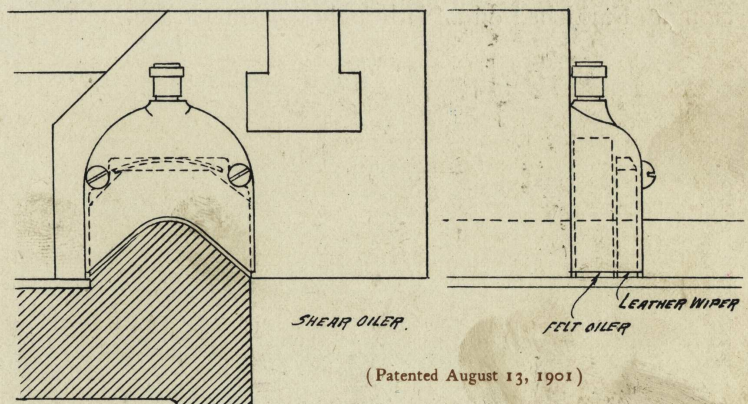 SHEAR OILER.
FELT OILER
LEATHER WIPER
(Patented August 13, 1901)